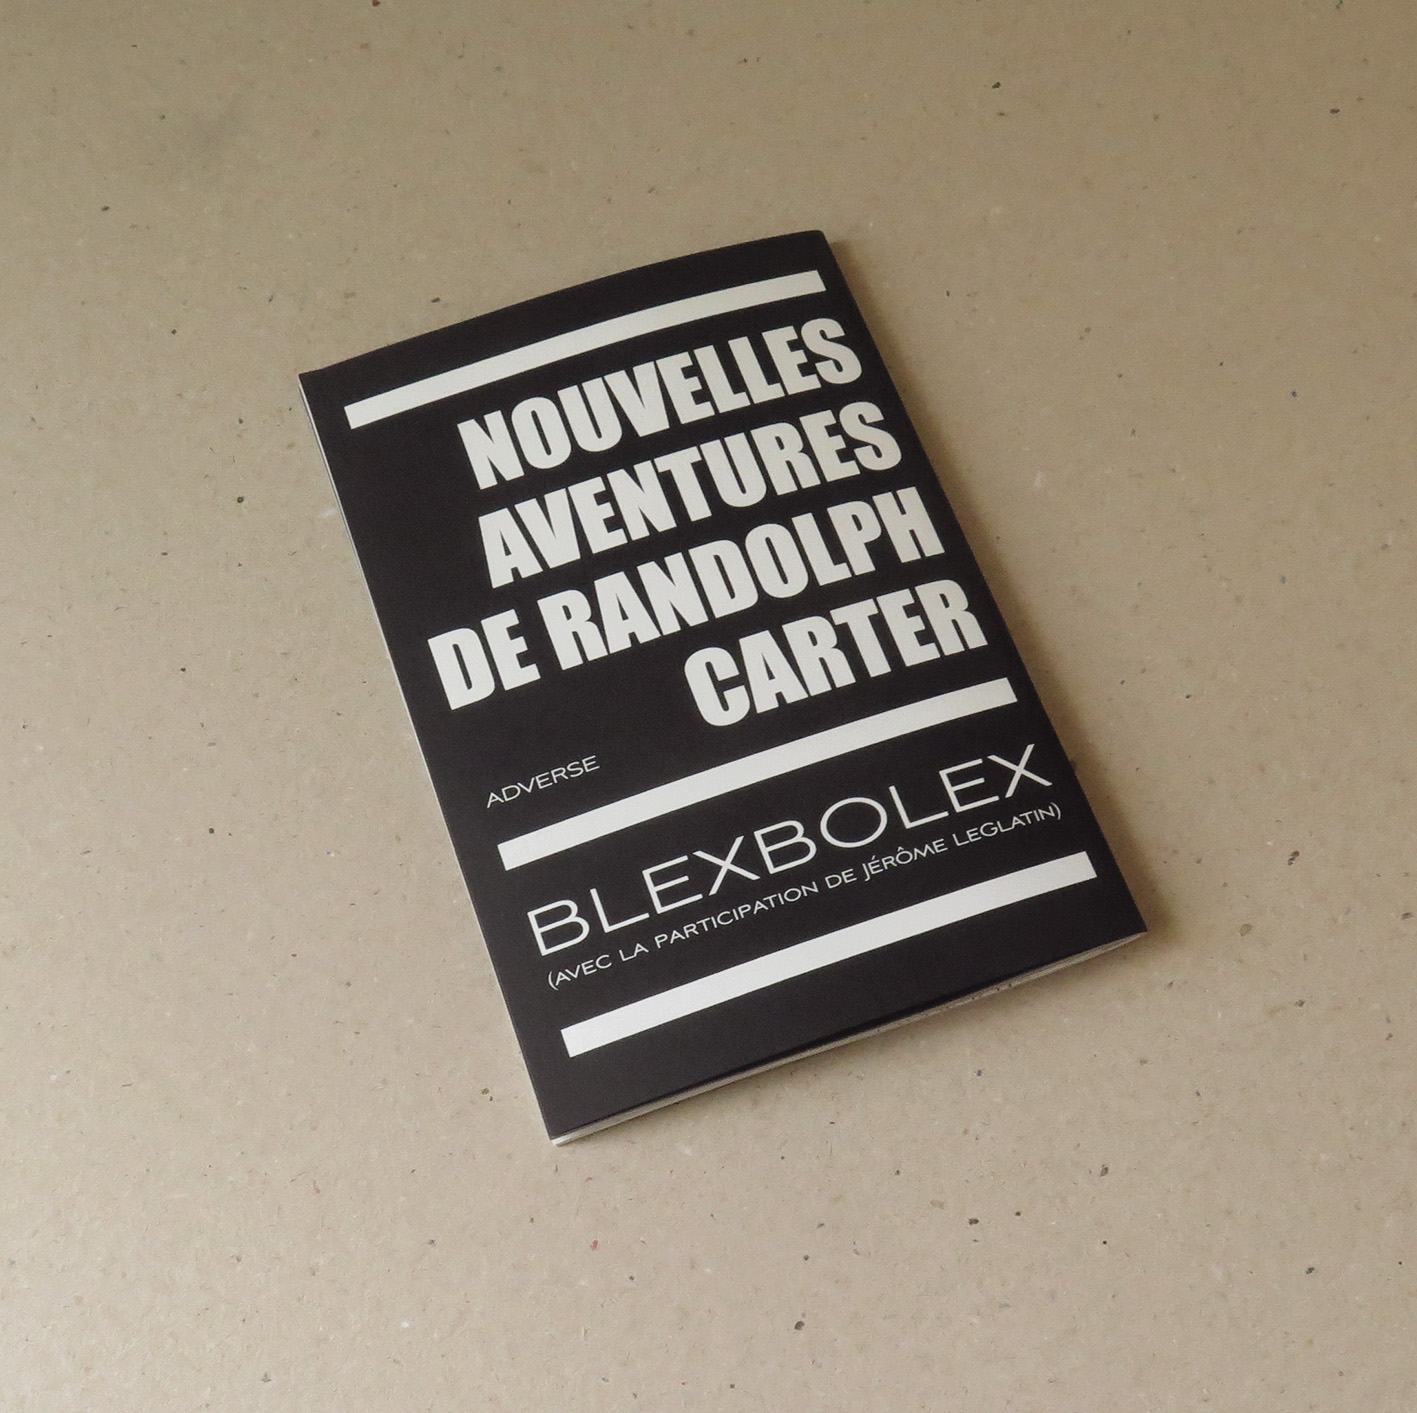 NOUVELLES
AVENTURES
DE RANDOLPH
CARTER
ADVERSE
BLEXBOLEX
(AVEC LA PARTICIPATION DE JÉRÔME LEGLATIN)